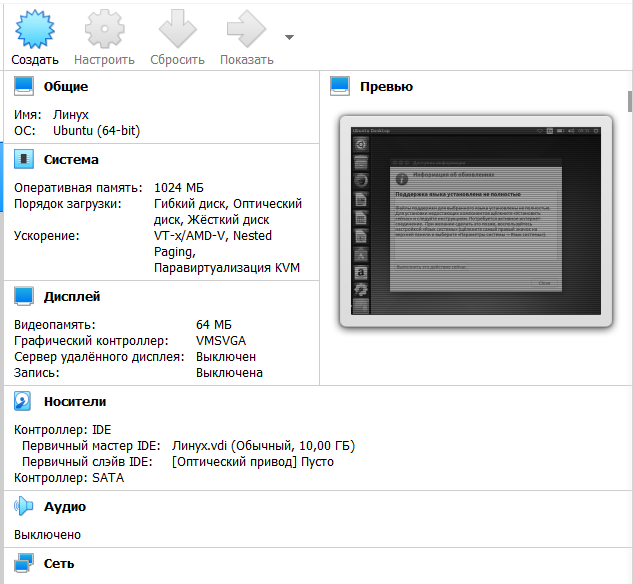 Создать Настроить Сбросить Показать
Общие
Имя: Линух
ОС: Ubuntu (64-bit)
Система
Оперативная память: 1024 МБ
Порядок загрузки: Гибкий диск, Оптический
диск, Жёсткий диск
Ускорение: VT-x/AMD-V, Nested
Paging,
Паравиртуализация KVM
Дисплей
Видеопамять: 64 МБ
Графический контроллер: VMSVGA
Сервер удалённого дисплея: Выключен
Запись: Выключена
Превью
Ubuntu Desktop
Информация об обновлениях
Поддержка языка установлена не полностью
Выполнить это действие сейчас
Close
Носители
Контроллер: IDE
Первичный мастер IDE: Линух.vdi (Обычный, 10,00 ГБ)
Первичный слэйв IDE: [Оптический привод] Пусто
Контроллер: SATA
Аудио
Выключено
Сеть